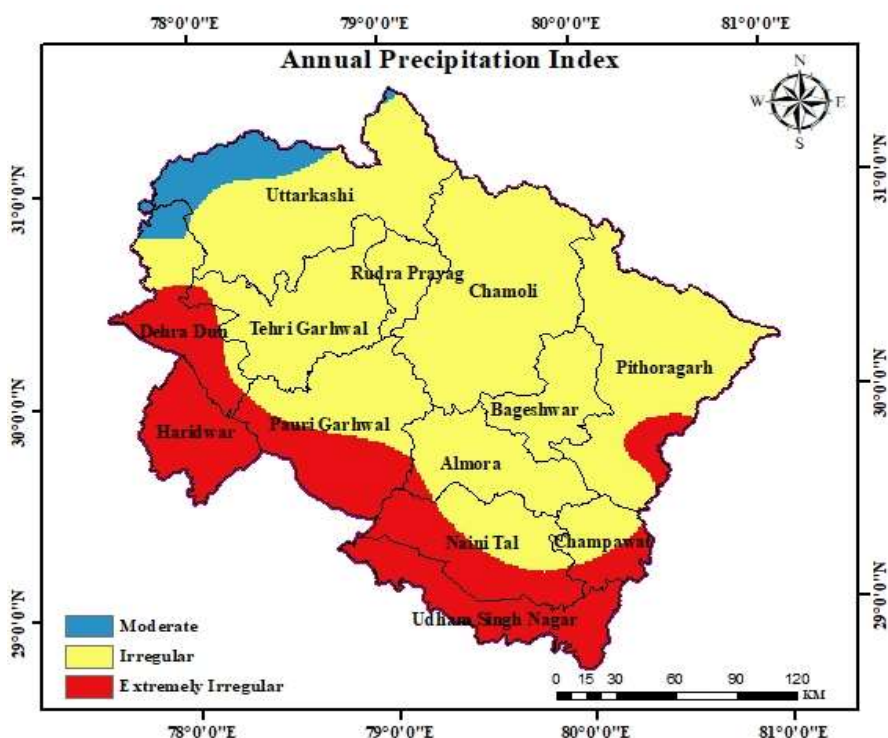 78°0'0"E 79°0'0"E 80°0'0"E 81°0'0"E
Annual Precipitation Index
N
W E
S
31°0'0"N
31°0'0"N
Uttarkashi
Rudra Prayag
Chamoli
Dehra Dun
Tehri Garhwal
Pithoragarh
30°0'0"N
30°0'0"N
Bageshwar
Pauri Garhwal
Haridwar
Almora
Naini Tal
Champawat
29°0'0"N
29°0'0"N
Udham Singh Nagar
Moderate
Irregular
Extremely Irregular
0 15 30 60 90 120
KM
78°0'0"E 79°0'0"E 80°0'0"E 81°0'0"E